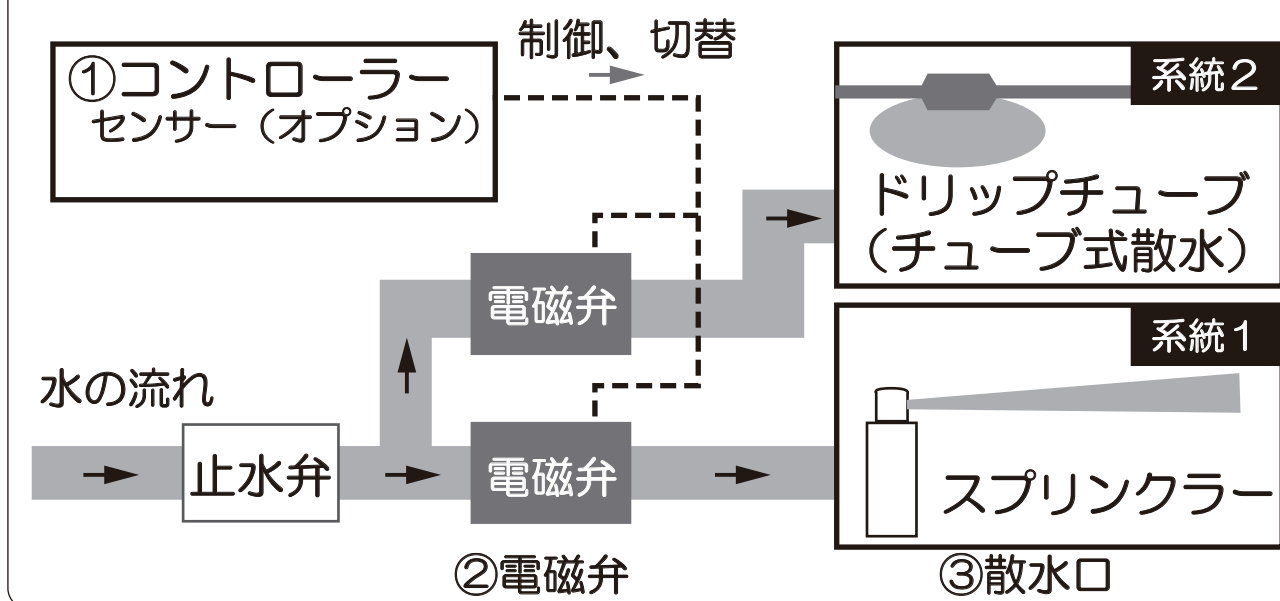 制御、切替
①コントローラー
センサー（オプション）
系統2
ドリップチューブ
（チューブ式散水）
電磁弁
系統1
水の流れ
止水弁
電磁弁
スプリンクラー
②電磁弁
③散水口